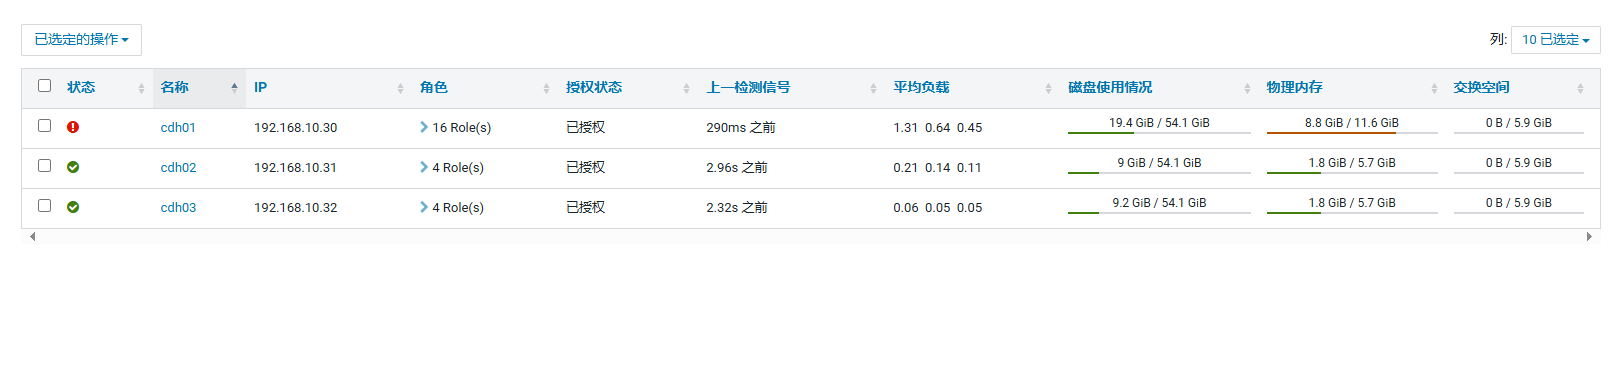 已选定的操作
列: 10 已选定
状态 名称 IP 角色 授权状态 上一检测信号 平均负载 磁盘使用情况 物理内存 交换空间
cdh01 192.168.10.30 16 Role(s) 已授权 290ms 之前 1.31 0.64 0.45 19.4 GiB / 54.1 GiB 8.8 GiB / 11.6 GiB 0 B / 5.9 GiB
cdh02 192.168.10.31 4 Role(s) 已授权 2.96s 之前 0.21 0.14 0.11 9 GiB / 54.1 GiB 1.8 GiB / 5.7 GiB 0 B / 5.9 GiB
cdh03 192.168.10.32 4 Role(s) 已授权 2.32s 之前 0.06 0.05 0.05 9.2 GiB / 54.1 GiB 1.8 GiB / 5.7 GiB 0 B / 5.9 GiB